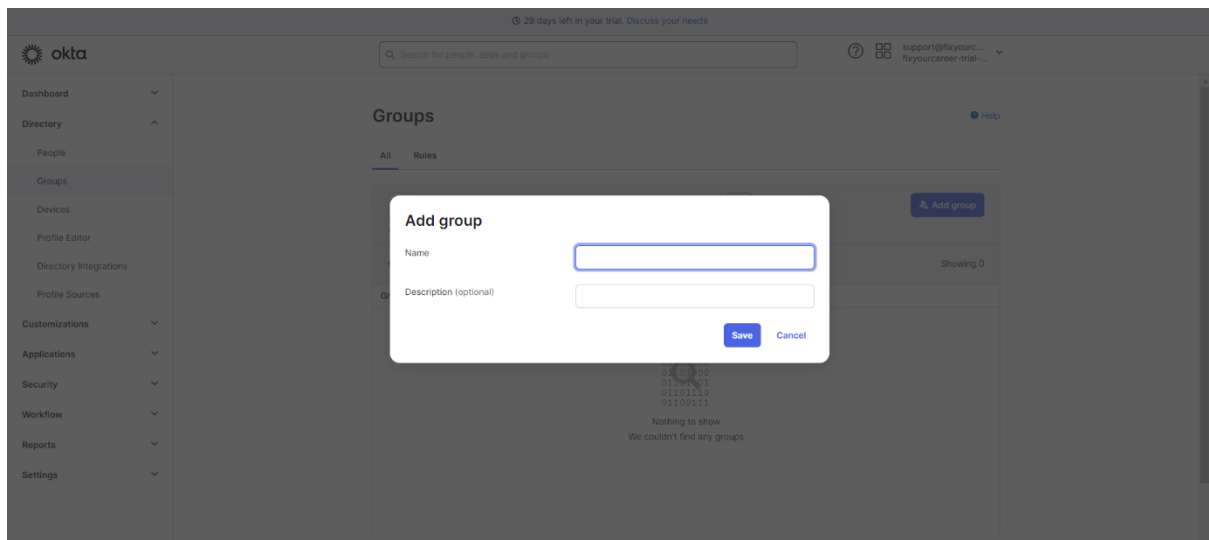 29 days left in your trial. Discuss your needs
okta
Search for people, apps and groups
support@fixyourc...
fixyourcareer-trial-...
Dashboard
Directory
People
Groups
Devices
Profile Editor
Directory Integrations
Profile Sources
Customizations
Applications
Security
Workflow
Reports
Settings
Groups
Help
All Rules
Add group
Showing 0
Add group
Name
Description (optional)
Save Cancel
01101110
01100111
Nothing to show
We couldn't find any groups